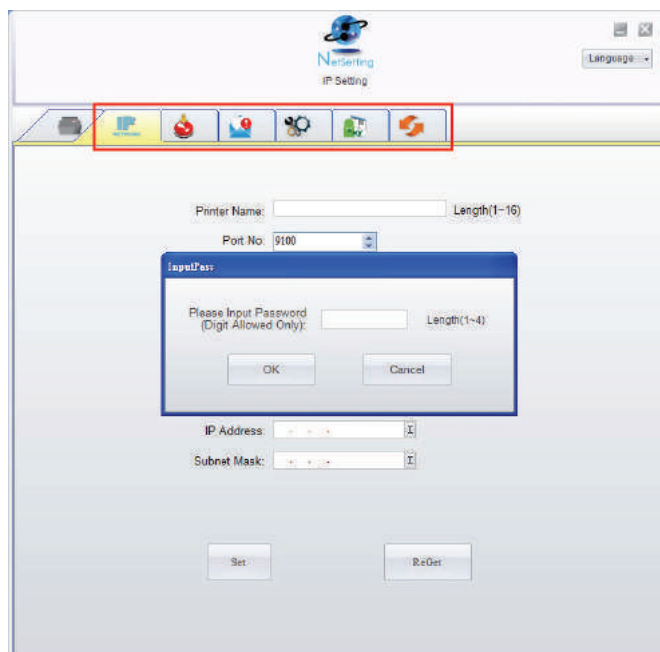 NetSetting
Language
IP Setting
IP
NETWORK
Printer Name:
Length(1~16)
Port No: 9100
InputPass
Please Input Password
(Digit Allowed Only):
Length(1~4)
OK
Cancel
IP Address:
Subnet Mask:
Set
ReGet